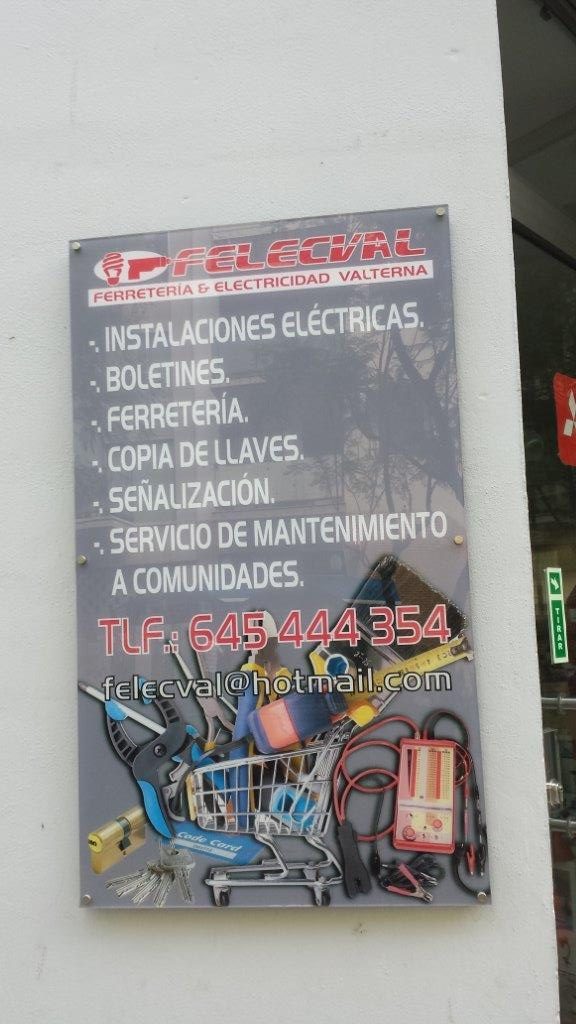 FELECVAL
FERRETERÍA & ELECTRICIDAD VALTERNA
-. INSTALACIONES ELÉCTRICAS.
-. BOLETINES.
-. FERRETERÍA.
-. COPIA DE LLAVES.
-. SEÑALIZACIÓN.
-. SERVICIO DE MANTENIMIENTO
A COMUNIDADES.
TLF.: 645 444 354
felecval@hotmail.com
Code Card
TIRAR